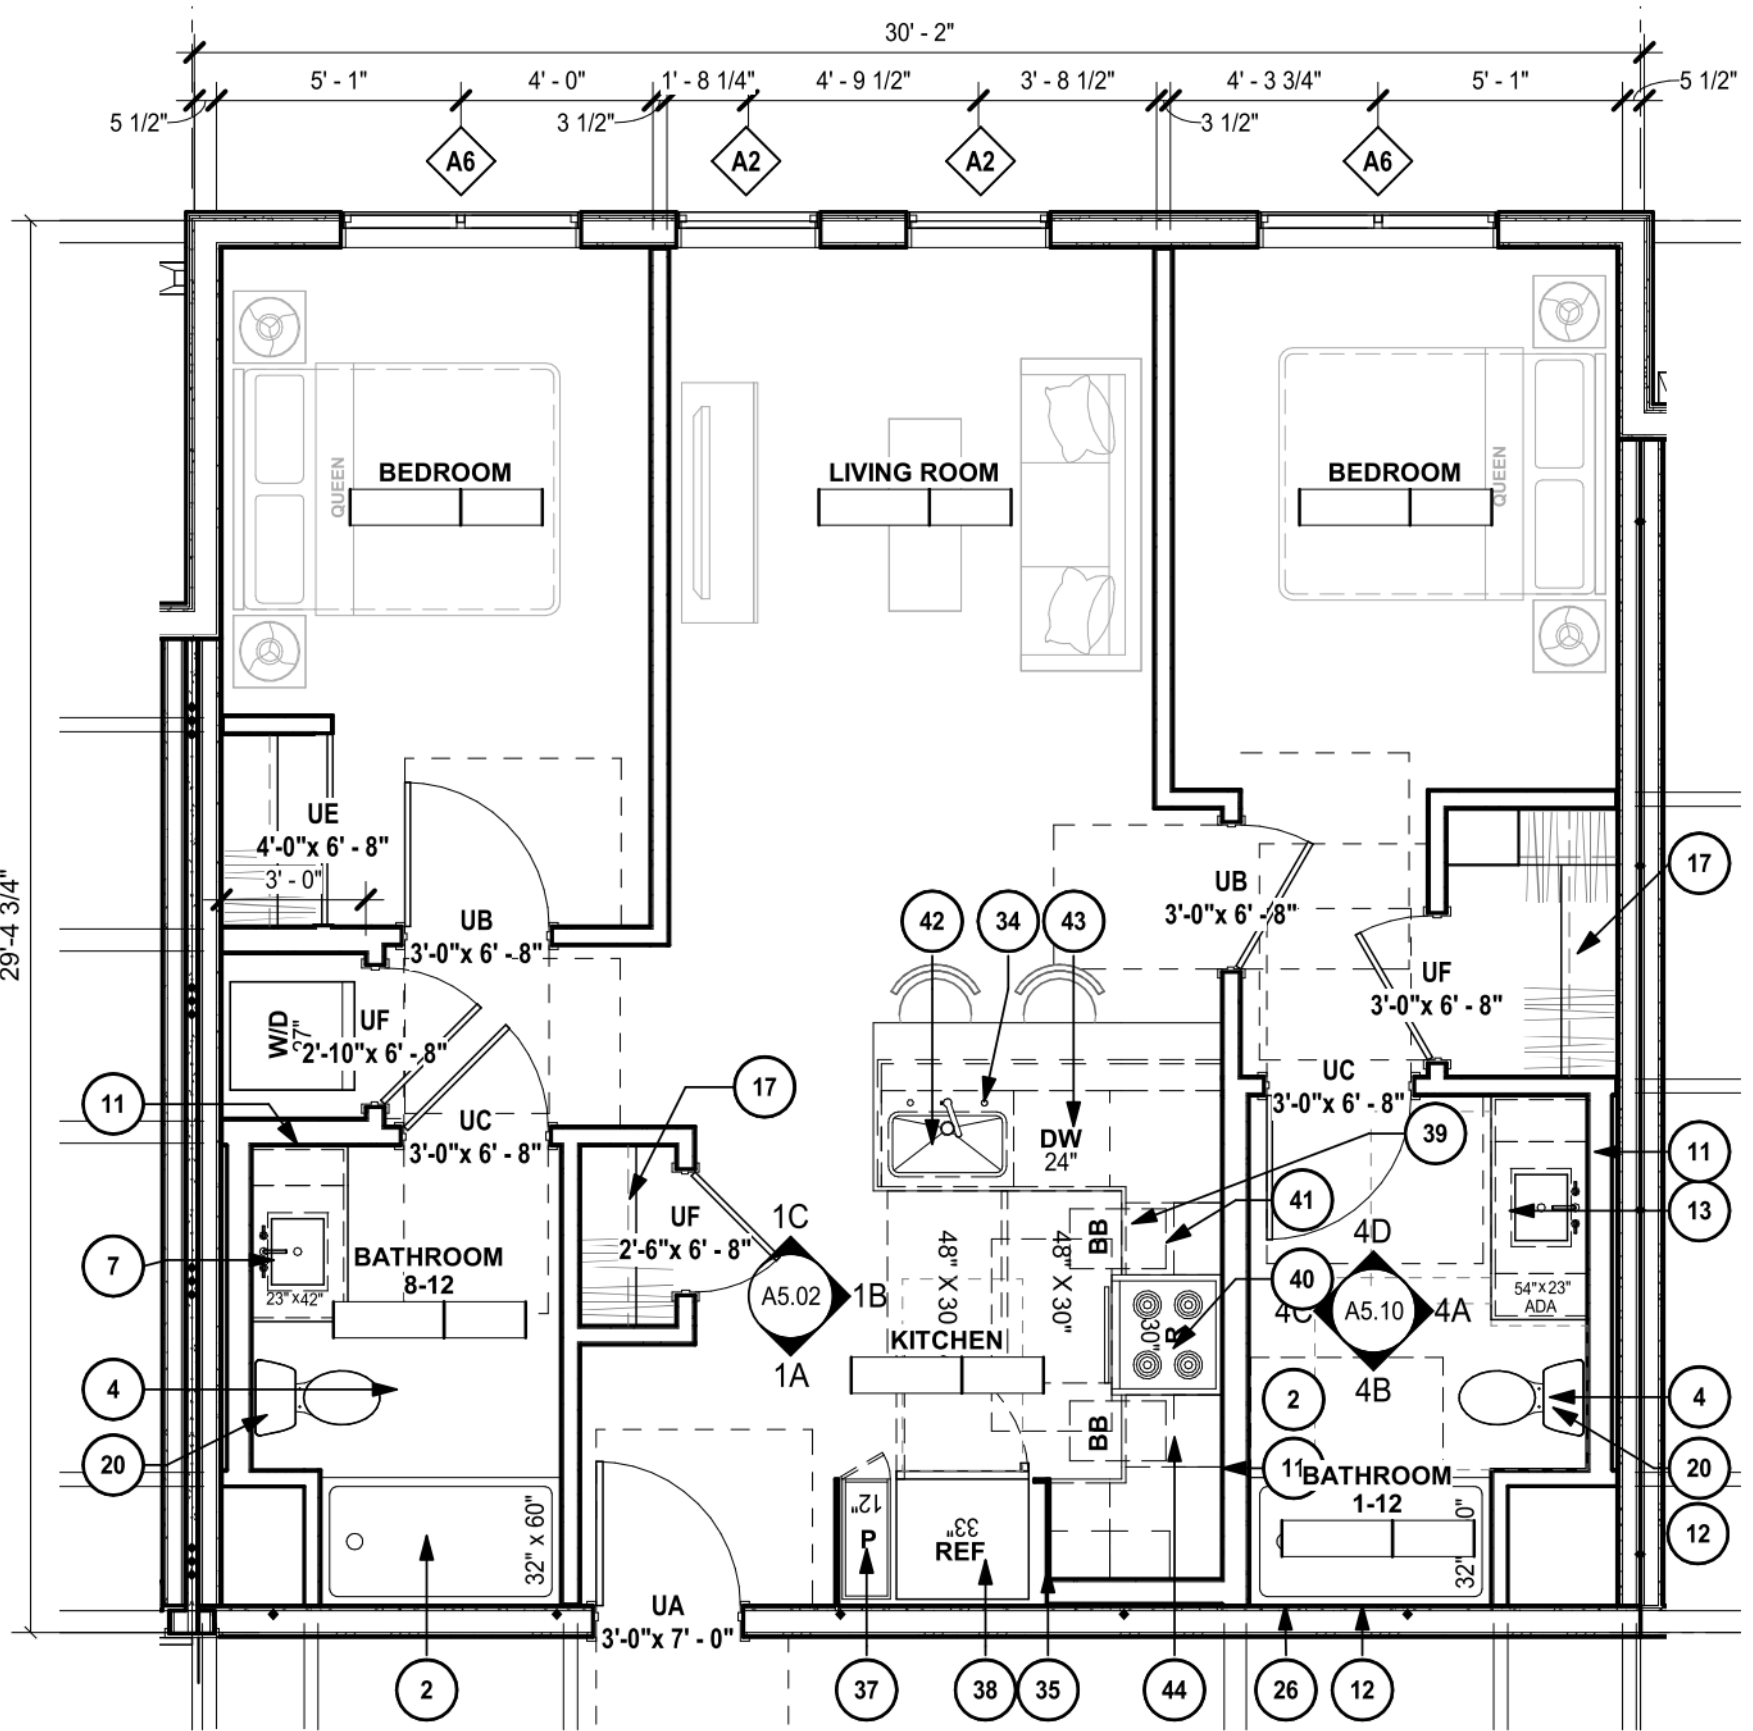 30' - 2"
5' - 1"
4' - 0"
1' - 8 1/4"
4' - 9 1/2"
3' - 8 1/2"
4' - 3 3/4"
5' - 1"
5 1/2"
5 1/2"
3 1/2"
3 1/2"
A6
A2
A2
A6
29'-4 3/4"
BEDROOM
QUEEN
LIVING ROOM
BEDROOM
QUEEN
UE
4'-0"x 6' - 8"
3' - 0"
UB
3'-0"x 6' - 8"
42
34
43
UB
3'-0"x 6' - 8"
17
UF
3'-0"x 6' - 8"
W/D
27"
UF
2'-10"x 6' - 8"
11
UC
3'-0"x 6' - 8"
17
DW
24"
UC
3'-0"x 6' - 8"
39
11
41
13
7
BATHROOM
8-12
23"x42"
UF
2'-6"x 6' - 8"
1C
A5.02
1B
1A
48" X 30
48" X 30"
BB
KITCHEN
40
30"
R
BB
4D
4C
A5.10
4A
4B
54"x23"
ADA
4
20
2
11
BATHROOM
1-12
4
20
12
32" x 60"
12"
P
33"
REF
32"
0"
UA
3'-0"x 7' - 0"
2
37
38
35
44
26
12